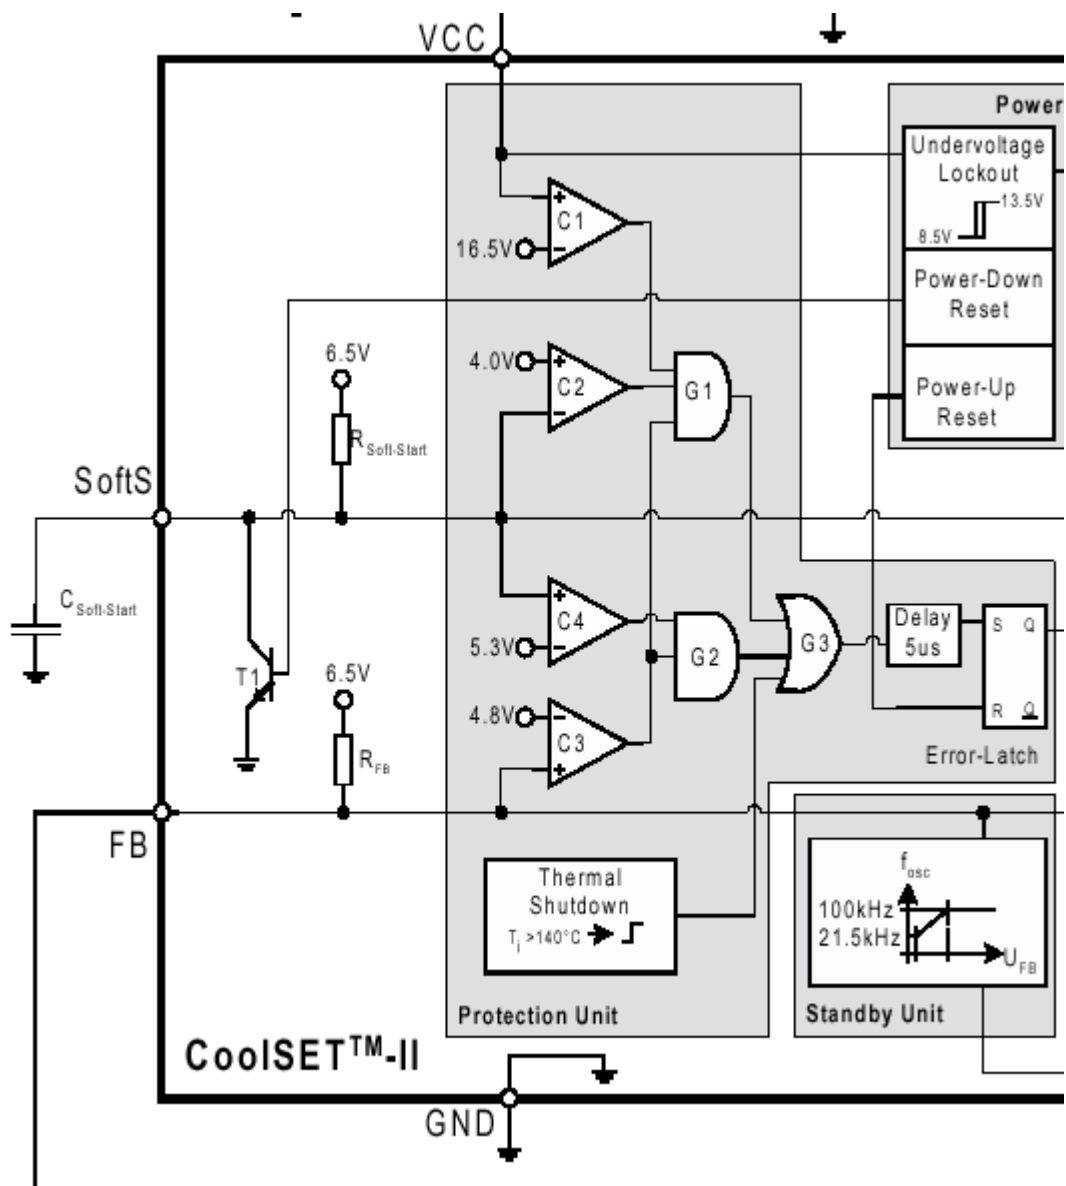 VCC
Power
Undervoltage
Lockout
13.5V
8.5V
+
C1
16.5V
−
Power-Down
Reset
6.5V
4.0V
+
C2
−
G1
Power-Up
Reset
R Soft-Start
SoftS
C Soft-Start
+
C4
5.3V
−
G2
G3
Delay
5us
S Q
R Q
T1
6.5V
4.8V
−
C3
+
R FB
Error-Latch
FB
Thermal
Shutdown
Tj >140°C
fosc
100kHz
21.5kHz
UFB
Protection Unit
Standby Unit
CoolSET™-II
GND